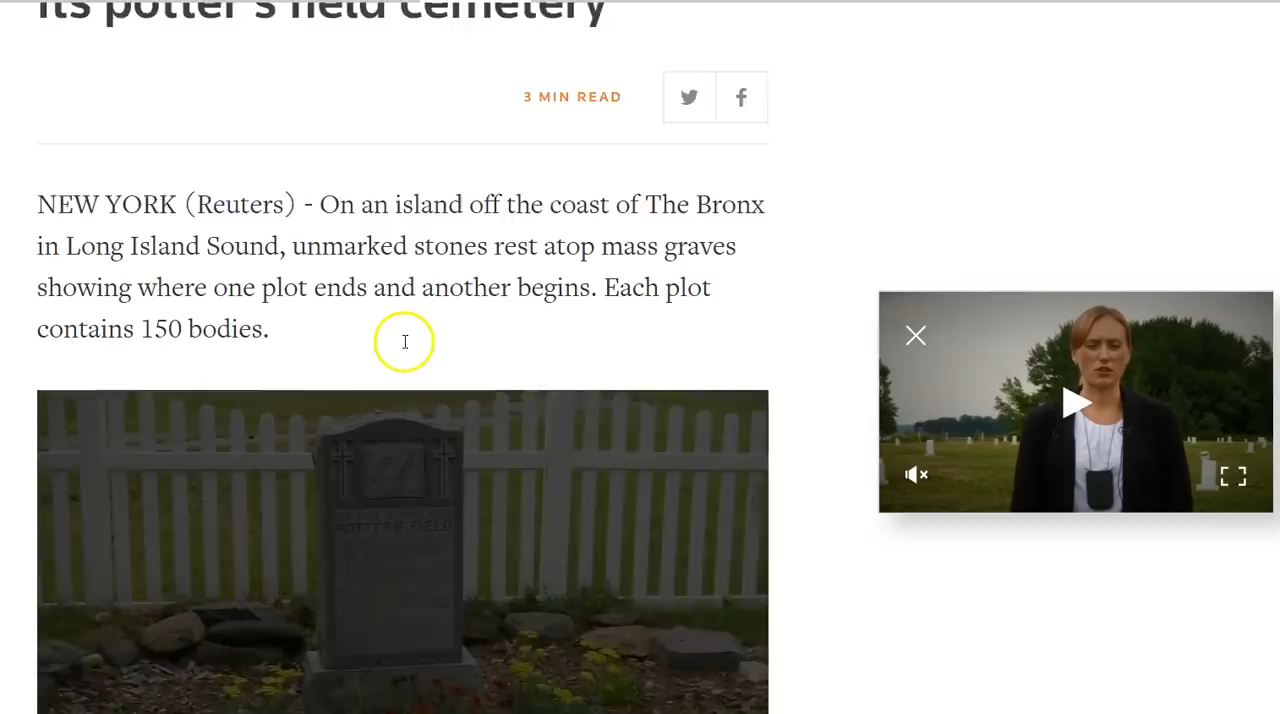 its potter's field cemetery
3 MIN READ
NEW YORK (Reuters) - On an island off the coast of The Bronx
in Long Island Sound, unmarked stones rest atop mass graves
showing where one plot ends and another begins. Each plot
contains 150 bodies.
POTTERS FIELD